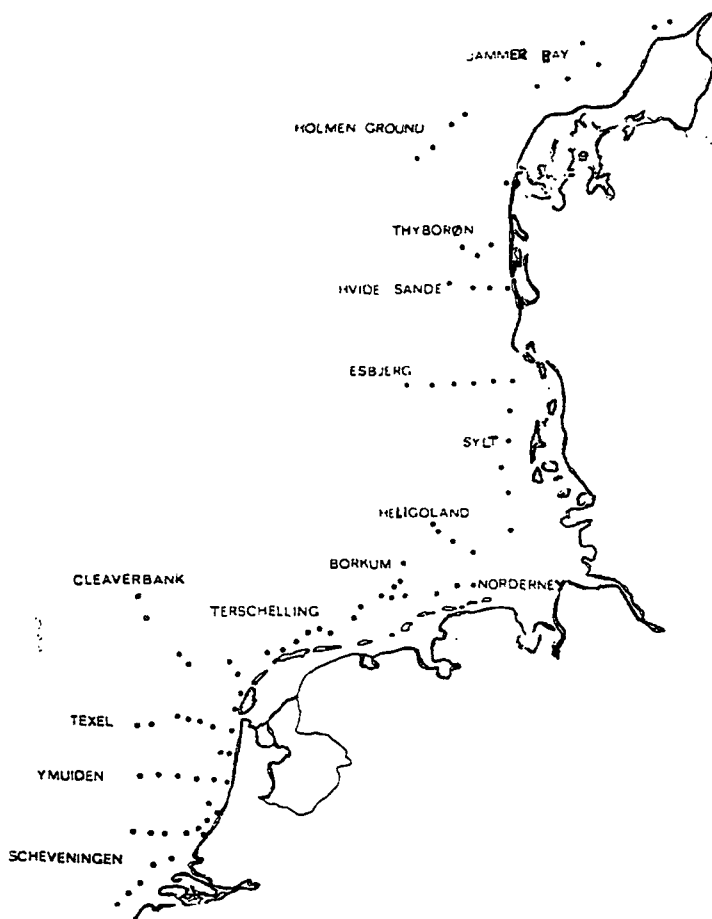 JAMMER BAY
HOLMEN GROUND
THYBORØN
HVIDE SANDE
ESBJERG
SYLT
HELIGOLAND
BORKUM
CLEAVERBANK
NORDERNEY
TERSCHELLING
TEXEL
YMUIDEN
SCHEVENINGEN